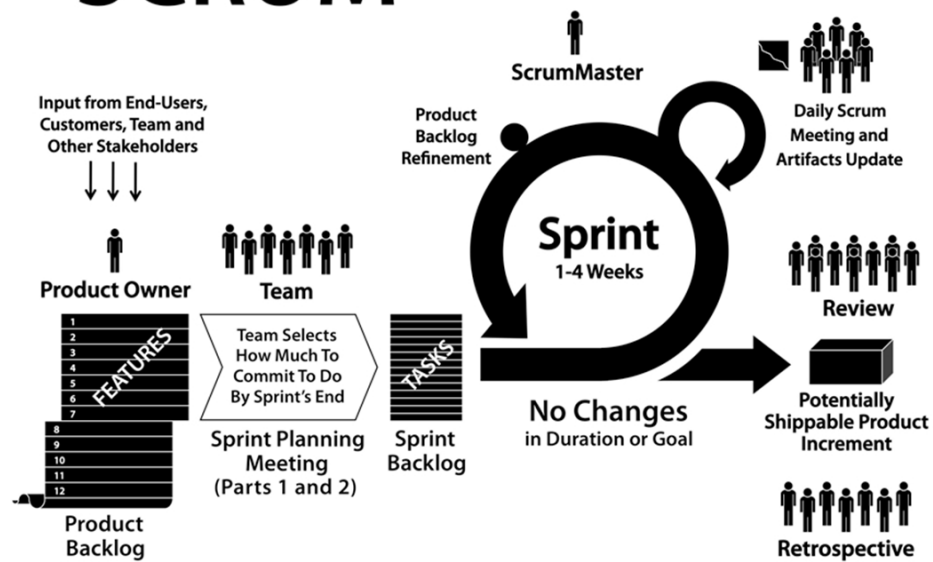 SCRUM
ScrumMaster
Input from End-Users,
Customers, Team and
Other Stakeholders
Product
Backlog
Refinement
Daily Scrum
Meeting and
Artifacts Update
Product Owner
Team
Sprint
1-4 Weeks
Review
1
2
3
4
5
6
7
FEATURES
8
9
10
11
12
Product
Backlog
Team Selects
How Much To
Commit To Do
By Sprint's End
Sprint Planning
Meeting
(Parts 1 and 2)
TASKS
Sprint
Backlog
No Changes
in Duration or Goal
Potentially
Shippable Product
Increment
Retrospective